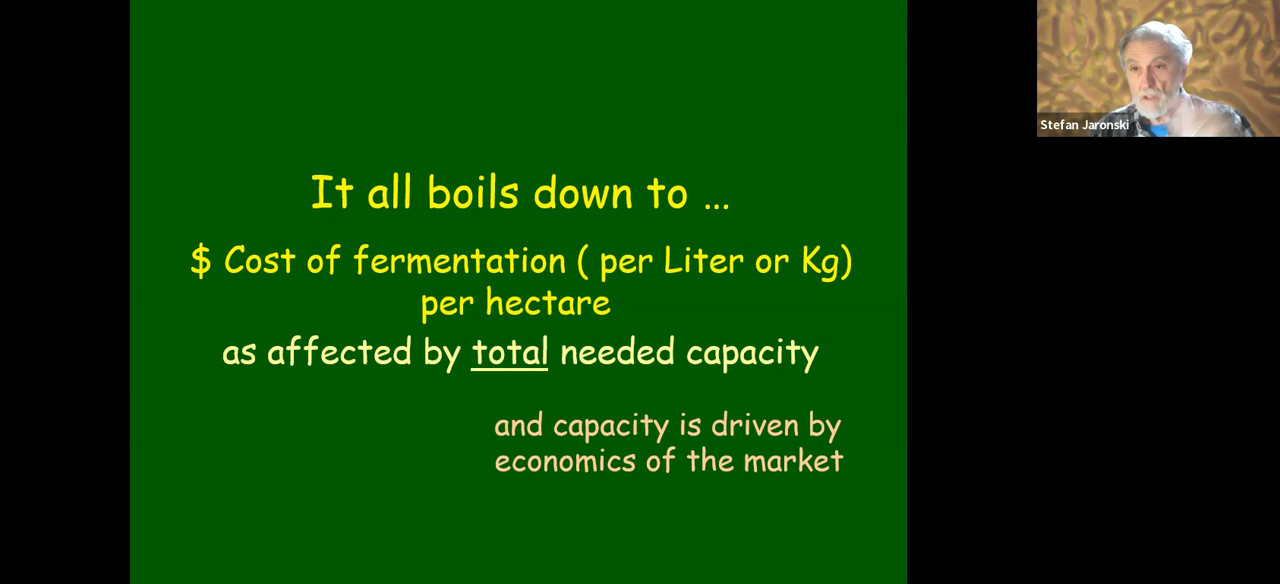 It all boils down to ...
$ Cost of fermentation ( per Liter or Kg)
per hectare
as affected by total needed capacity
and capacity is driven by
economics of the market
Stefan Jaronski